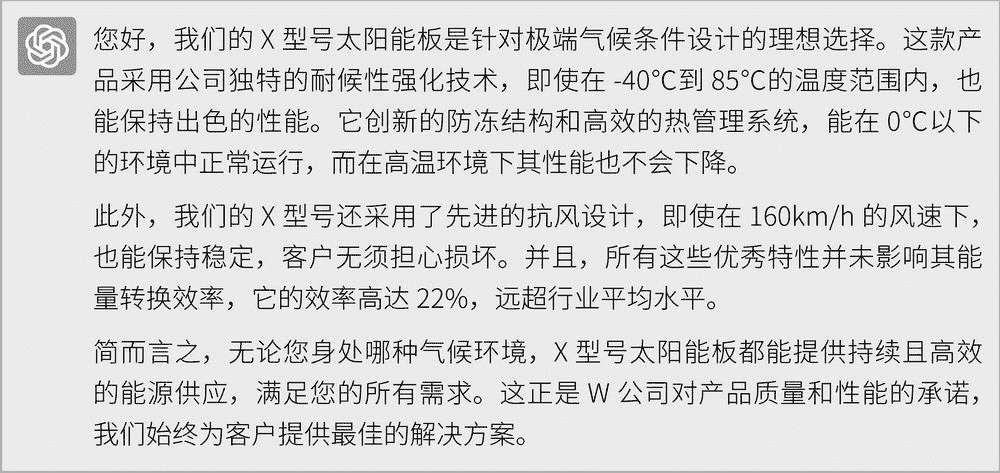 您好，我们的 X 型号太阳能板是针对极端气候条件设计的理想选择。这款产
品采用公司独特的耐候性强化技术，即使在 -40℃到 85℃的温度范围内，也
能保持出色的性能。它创新的防冻结构和高效的热管理系统，能在 0℃以下
的环境中正常运行，而在高温环境下其性能也不会下降。
此外，我们的 X 型号还采用了先进的抗风设计，即使在 160km/h 的风速下，
也能保持稳定，客户无须担心损坏。并且，所有这些优秀特性并未影响其能
量转换效率，它的效率高达 22%，远超行业平均水平。
简而言之，无论您身处哪种气候环境，X 型号太阳能板都能提供持续且高效
的能源供应，满足您的所有需求。这正是 W 公司对产品质量和性能的承诺，
我们始终为客户提供最佳的解决方案。